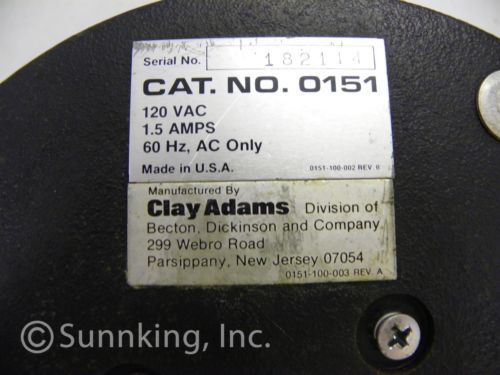 Serial No.
CAT. NO. 0151
120 VAC
1.5 AMPS
60 Hz, AC Only
Made in U.S.A.
0151-100-002 REV B
Manufactured By
Clay Adams Division of
Becton, Dickinson and Company
299 Webro Road
Parsippany, New Jersey 07054
0151-100-003 REV. A
© Sunnking, Inc.